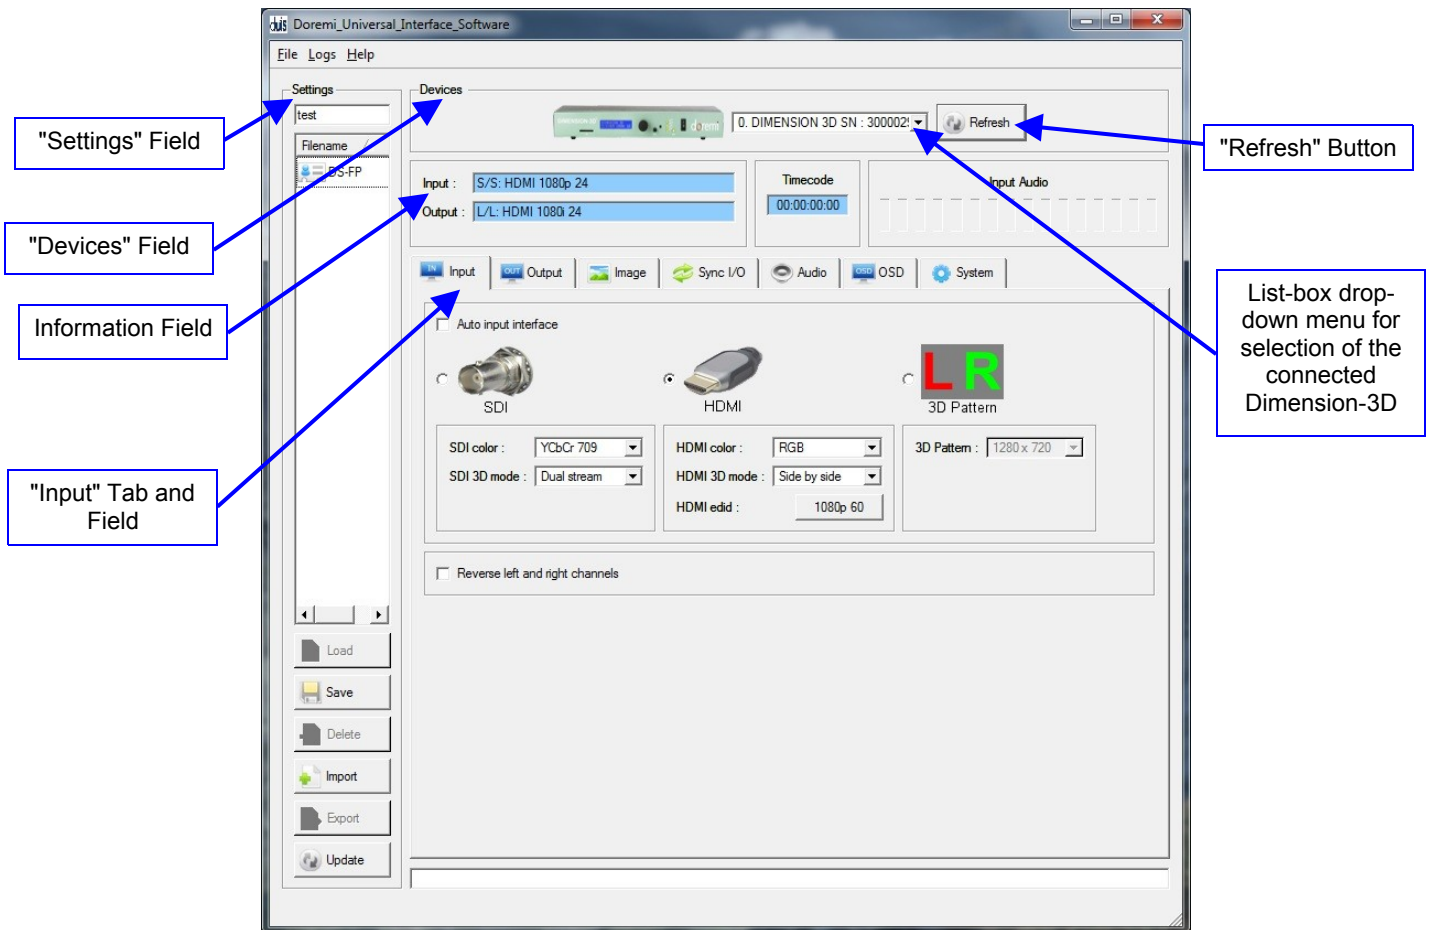 duis Doremi_Universal_Interface_Software
File Logs Help
Settings
test
Filename
DS-FP
Devices
doremi
0. DIMENSION 3D SN : 300002
Refresh
Input :
S/S: HDMI 1080p 24
Output :
L/L: HDMI 1080i 24
Timecode
00:00:00:00
Input Audio
IN Input
OUT Output
Image
Sync I/O
Audio
OSD OSD
System
Auto input interface
SDI
HDMI
L R
3D Pattern
SDI color : YCbCr 709
SDI 3D mode : Dual stream
HDMI color : RGB
HDMI 3D mode : Side by side
HDMI edid : 1080p 60
3D Pattern : 1280 x 720
Reverse left and right channels
Load
Save
Delete
Import
Export
Update
"Settings" Field
"Devices" Field
Information Field
"Input" Tab and
Field
"Refresh" Button
List-box drop-
down menu for
selection of the
connected
Dimension-3D